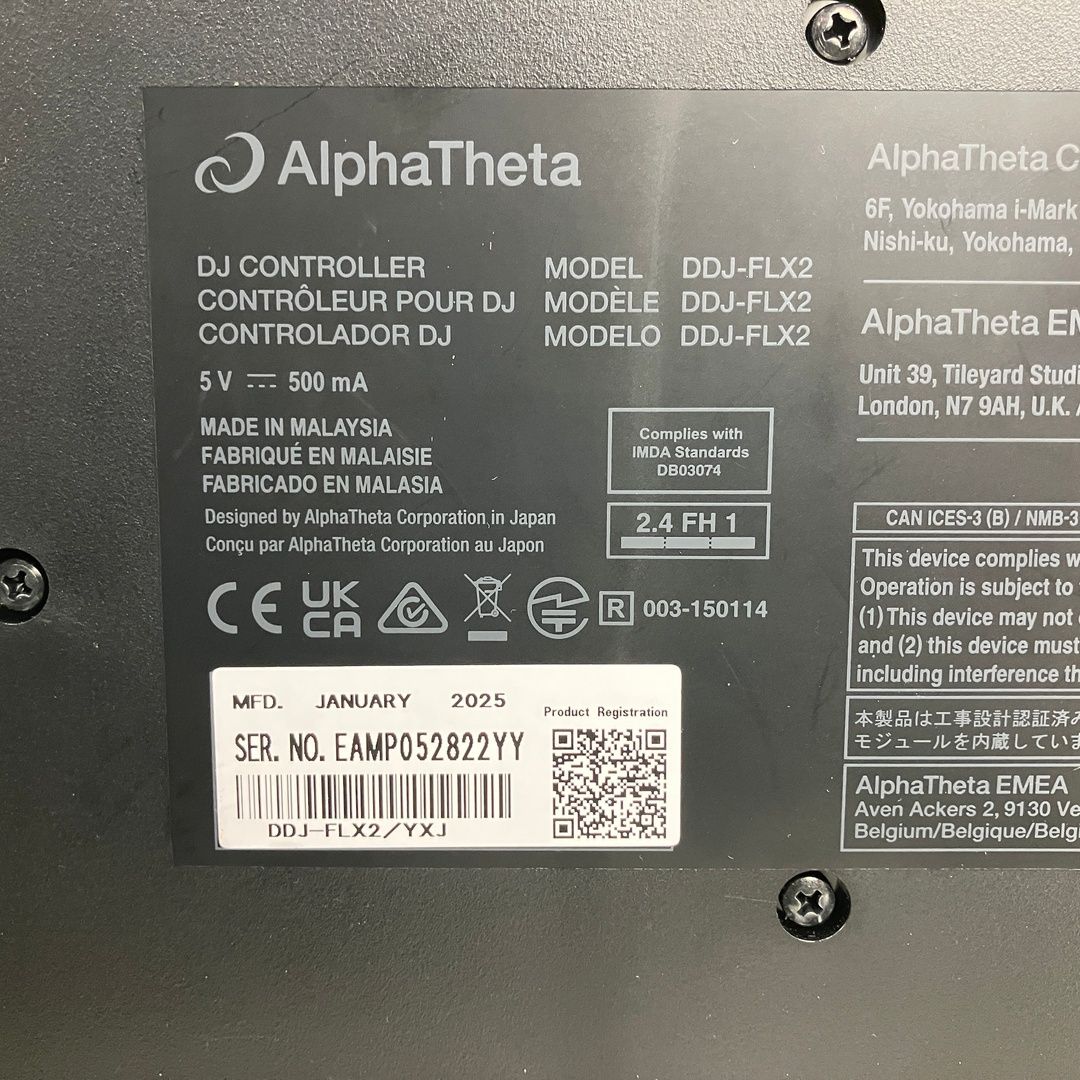 AlphaTheta
DJ CONTROLLER MODEL DDJ-FLX2
CONTRÔLEUR POUR DJ MODÈLE DDJ-FLX2
CONTROLADOR DJ MODELO DDJ-FLX2
5 V 500 mA
MADE IN MALAYSIA
FABRIQUÉ EN MALAISIE
FABRICADO EN MALASIA
Designed by AlphaTheta Corporation in Japan
Conçu par AlphaTheta Corporation au Japon
Complies with
IMDA Standards
DB03074
2.4 FH 1
CE UK CA R 003-150114
MFD. JANUARY 2025
Product Registration
SER. NO. EAMP052822YY
DDJ-FLX2/YXJ
AlphaTheta C
6F, Yokohama i-Mark
Nishi-ku, Yokohama,
AlphaTheta EM
Unit 39, Tileyard Studi
London, N7 9AH, U.K.
CAN ICES-3 (B) / NMB-3
This device complies w
Operation is subject to
(1) This device may not
and (2) this device must
including interference th
本製品は工事設計認証済み
モジュールを内蔵していま
AlphaTheta EMEA
Aven Ackers 2, 9130 Ve
Belgium/Belgique/Belgi